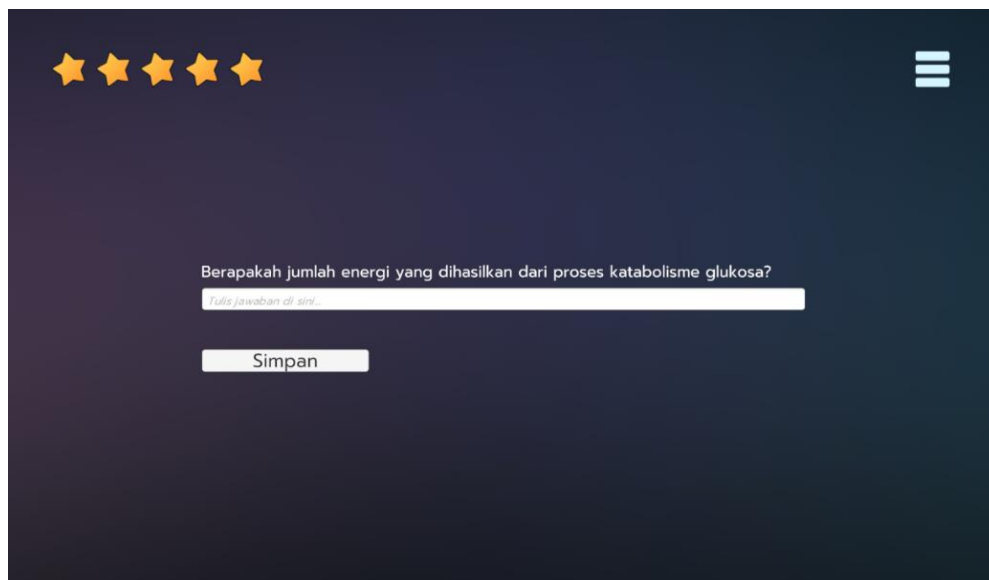 Berapakah jumlah energi yang dihasilkan dari proses katabolisme glukosa?
Tulis jawaban di sini..
Simpan